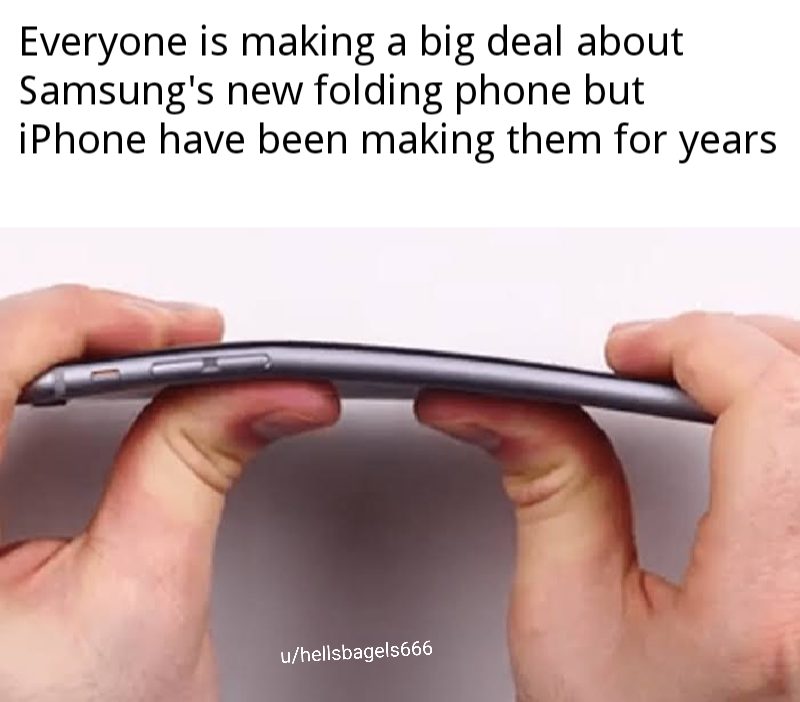 Everyone is making a big deal about
Samsung's new folding phone but
iPhone have been making them for years
u/hellsbagels666